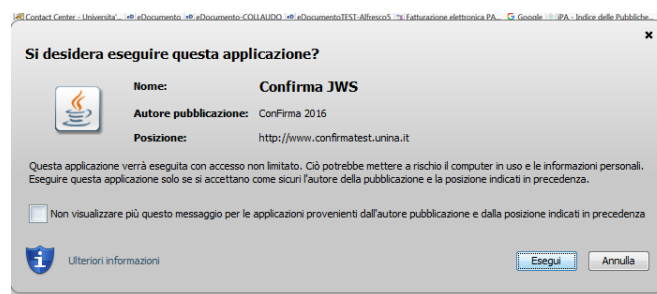 Contact Center - Universita'... eDocumento eDocumento-COLLAUDO eDocumentoTEST-Alfresco5 Fatturazione elettronica PA... Google IPA - Indice delle Pubbliche...
Si desidera eseguire questa applicazione?
Nome: Confirma JWS
Autore pubblicazione: ConFirma 2016
Posizione: http://www.confirmatest.unina.it
Questa applicazione verrà eseguita con accesso non limitato. Ciò potrebbe mettere a rischio il computer in uso e le informazioni personali.
Eseguire questa applicazione solo se si accettano come sicuri l'autore della pubblicazione e la posizione indicati in precedenza.
Non visualizzare più questo messaggio per le applicazioni provenienti dall'autore pubblicazione e dalla posizione indicati in precedenza
Ulteriori informazioni Esegui Annulla